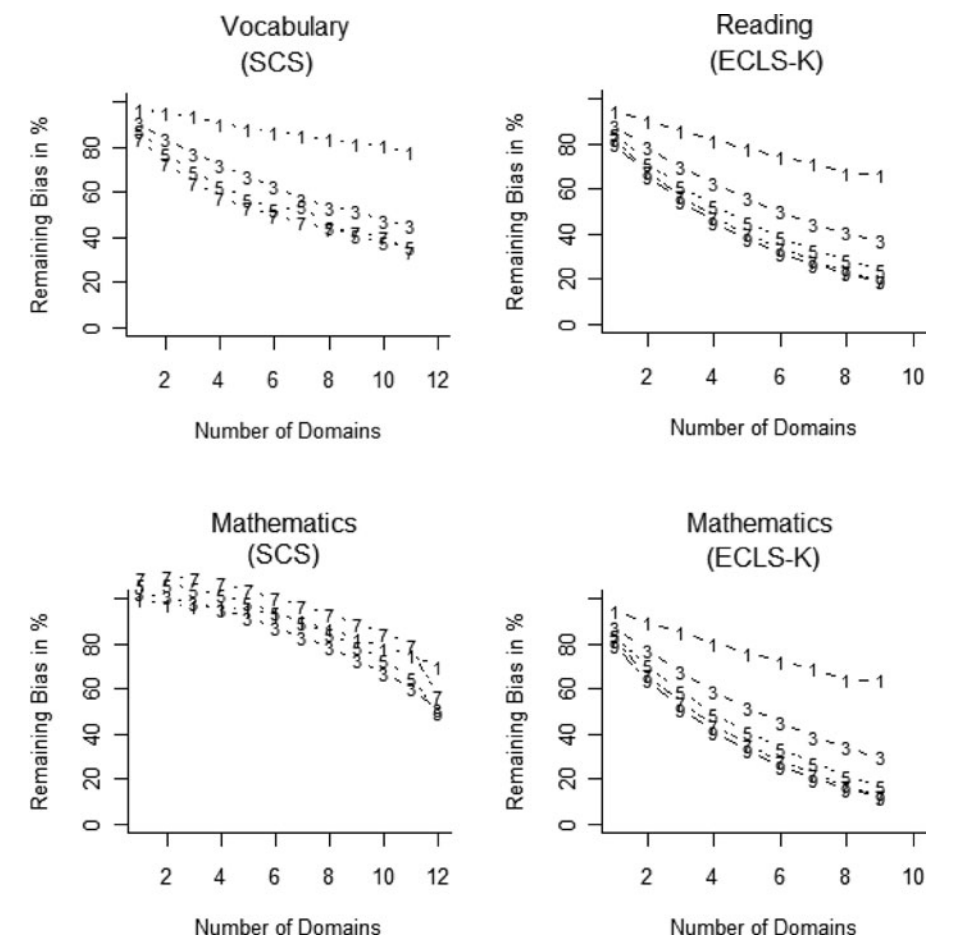 Vocabulary
(SCS)
Remaining Bias in %
0 20 40 60 80
2 4 6 8 10 12
Number of Domains
Reading
(ECLS-K)
Remaining Bias in %
0 20 40 60 80
2 4 6 8 10
Number of Domains
Mathematics
(SCS)
Remaining Bias in %
0 20 40 60 80
2 4 6 8 10 12
Number of Domains
Mathematics
(ECLS-K)
Remaining Bias in %
0 20 40 60 80
2 4 6 8 10
Number of Domains